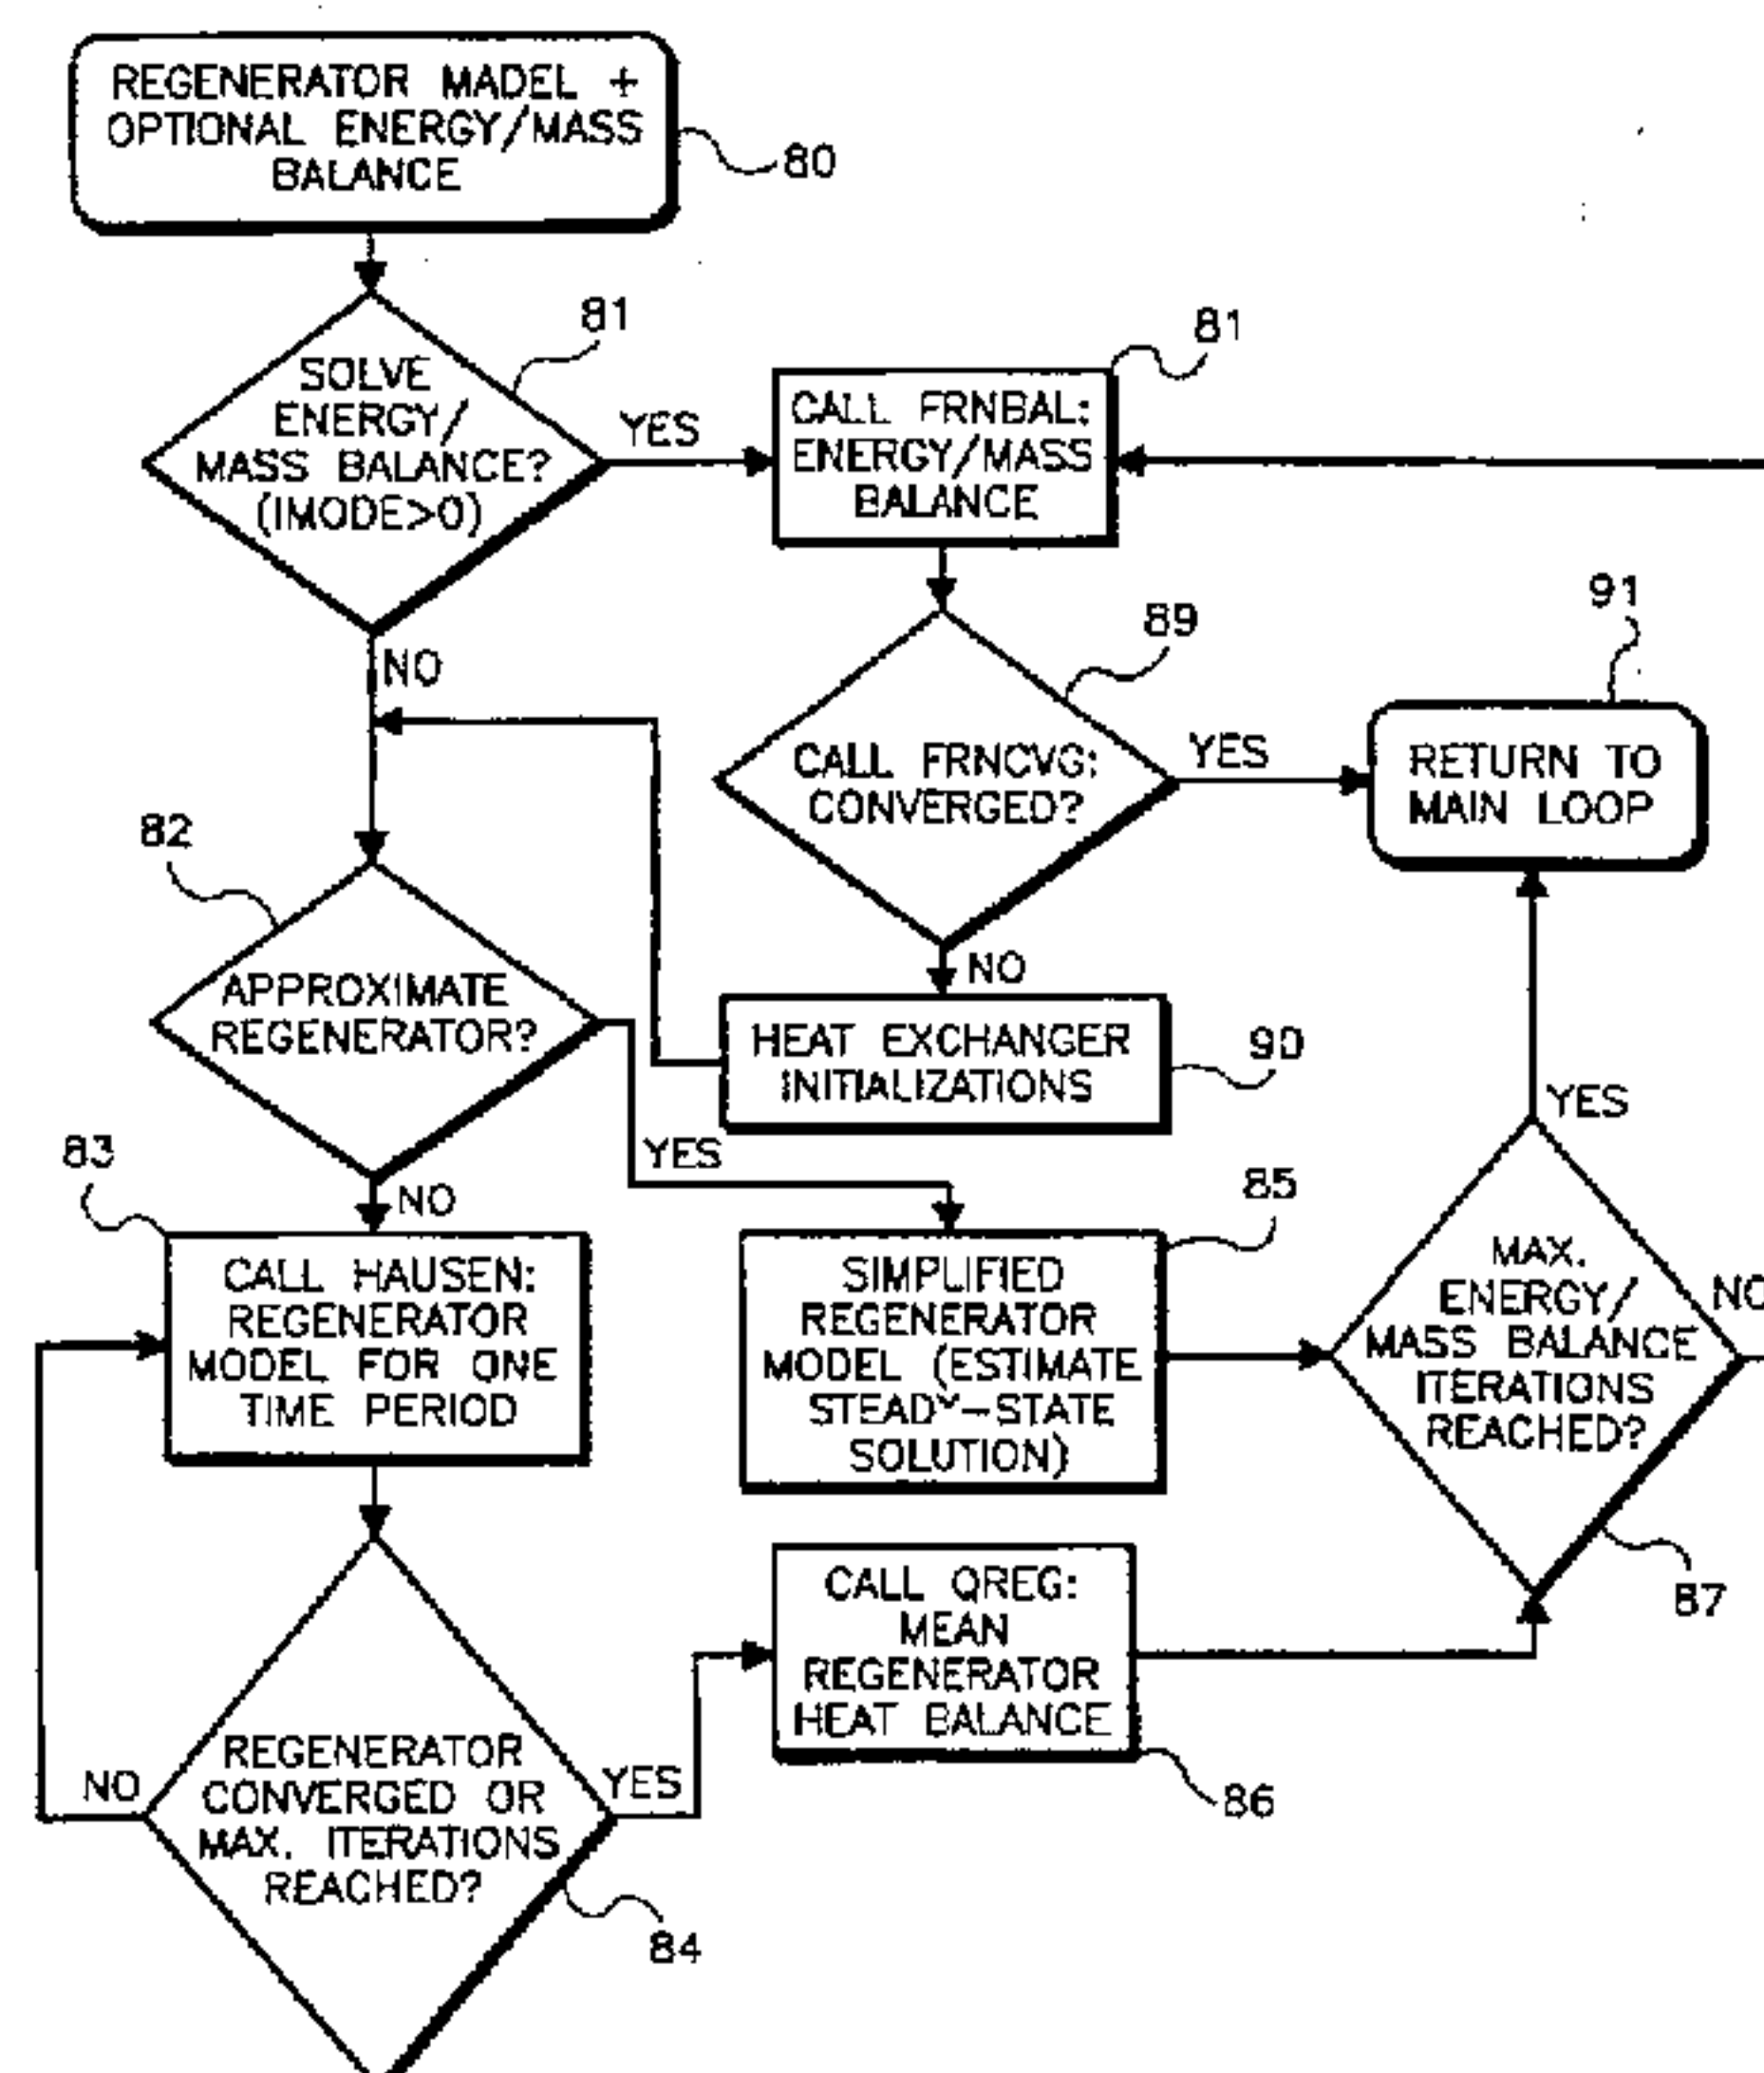 REGENERATOR MADEL +
OPTIONAL ENERGY/MASS
BALANCE
80
81
SOLVE
ENERGY/
MASS BALANCE?
(IMODE>0)
YES
NO
81
CALL FRNBAL:
ENERGY/MASS
BALANCE
89
CALL FRNCVG:
CONVERGED?
YES
NO
91
RETURN TO
MAIN LOOP
82
APPROXIMATE
REGENERATOR?
YES
NO
HEAT EXCHANGER
INITIALIZATIONS
90
83
CALL HAUSEN:
REGENERATOR
MODEL FOR ONE
TIME PERIOD
85
SIMPLIFIED
REGENERATOR
MODEL (ESTIMATE
STEADY-STATE
SOLUTION)
YES
MAX.
ENERGY/
MASS BALANCE
ITERATIONS
REACHED?
NO
87
CALL QREG:
MEAN
REGENERATOR
HEAT BALANCE
86
NO
REGENERATOR
CONVERGED OR
MAX. ITERATIONS
REACHED?
YES
84